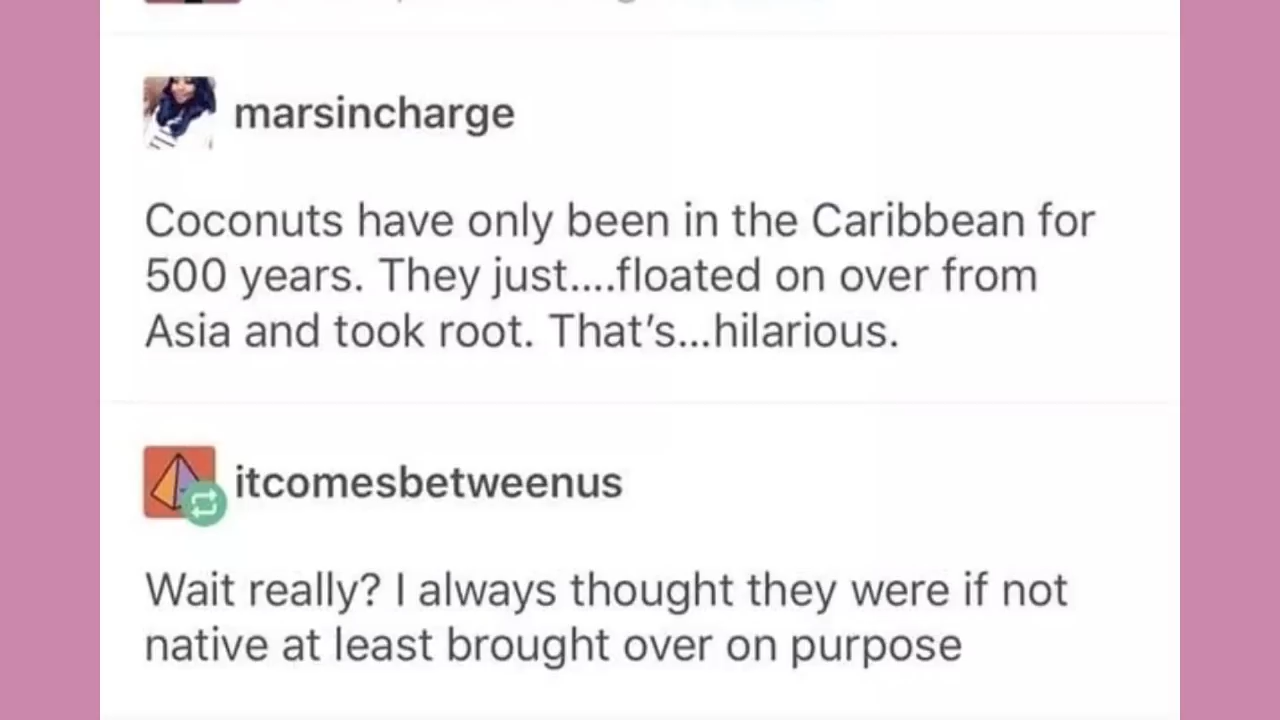 marsincharge
Coconuts have only been in the Caribbean for
500 years. They just....floated on over from
Asia and took root. That's...hilarious.
itcomesbetweenus
Wait really? I always thought they were if not
native at least brought over on purpose